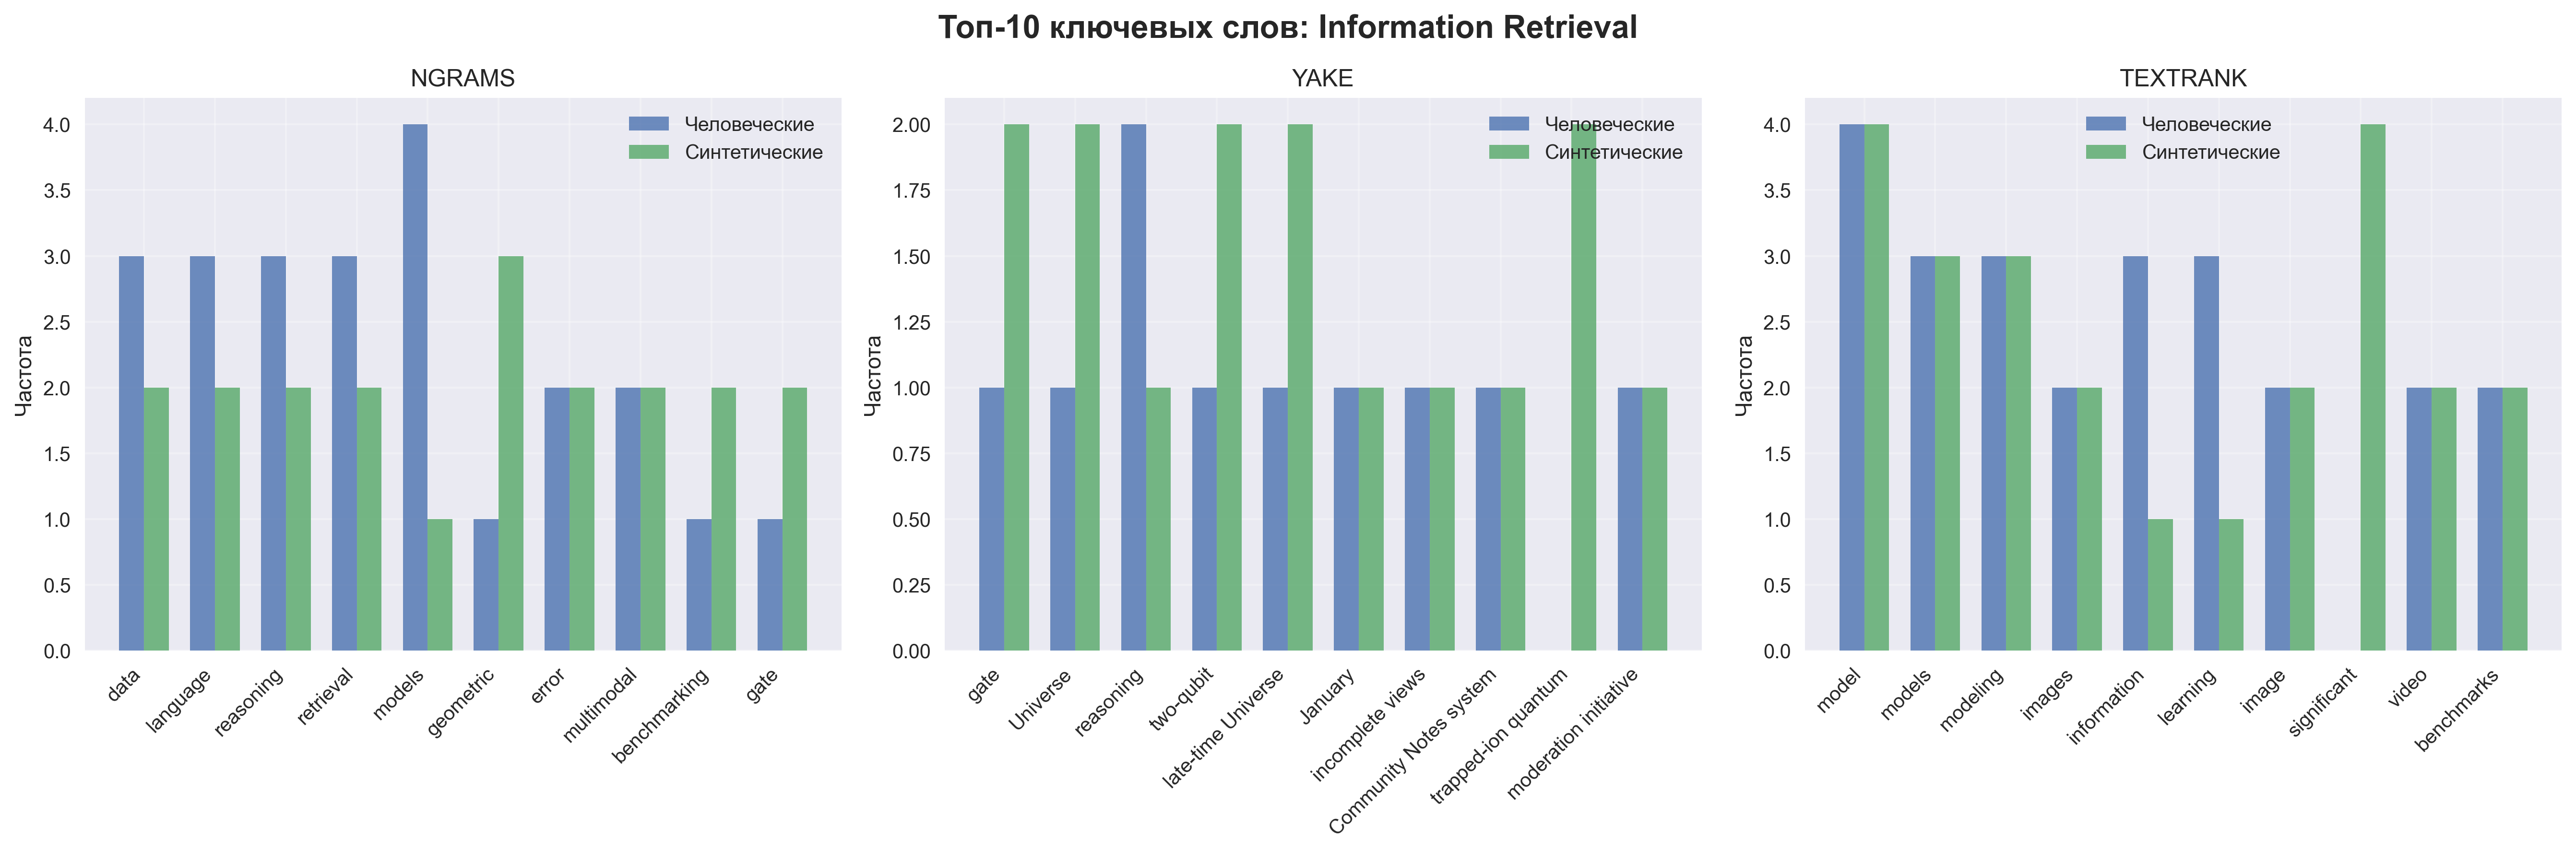 Топ-10 ключевых слов: Information Retrieval
NGRAMS
Человеческие
Синтетические
Частота
4.0
3.5
3.0
2.5
2.0
1.5
1.0
0.5
0.0
data
language
reasoning
retrieval
models
geometric
error
multimodal
benchmarking
gate
YAKE
Человеческие
Синтетические
Частота
2.00
1.75
1.50
1.25
1.00
0.75
0.50
0.25
0.00
gate
Universe
reasoning
two-qubit
late-time Universe
January
incomplete views
Community Notes system
trapped-ion quantum
moderation initiative
TEXTRANK
Человеческие
Синтетические
Частота
4.0
3.5
3.0
2.5
2.0
1.5
1.0
0.5
0.0
model
models
modeling
images
information
learning
image
significant
video
benchmarks